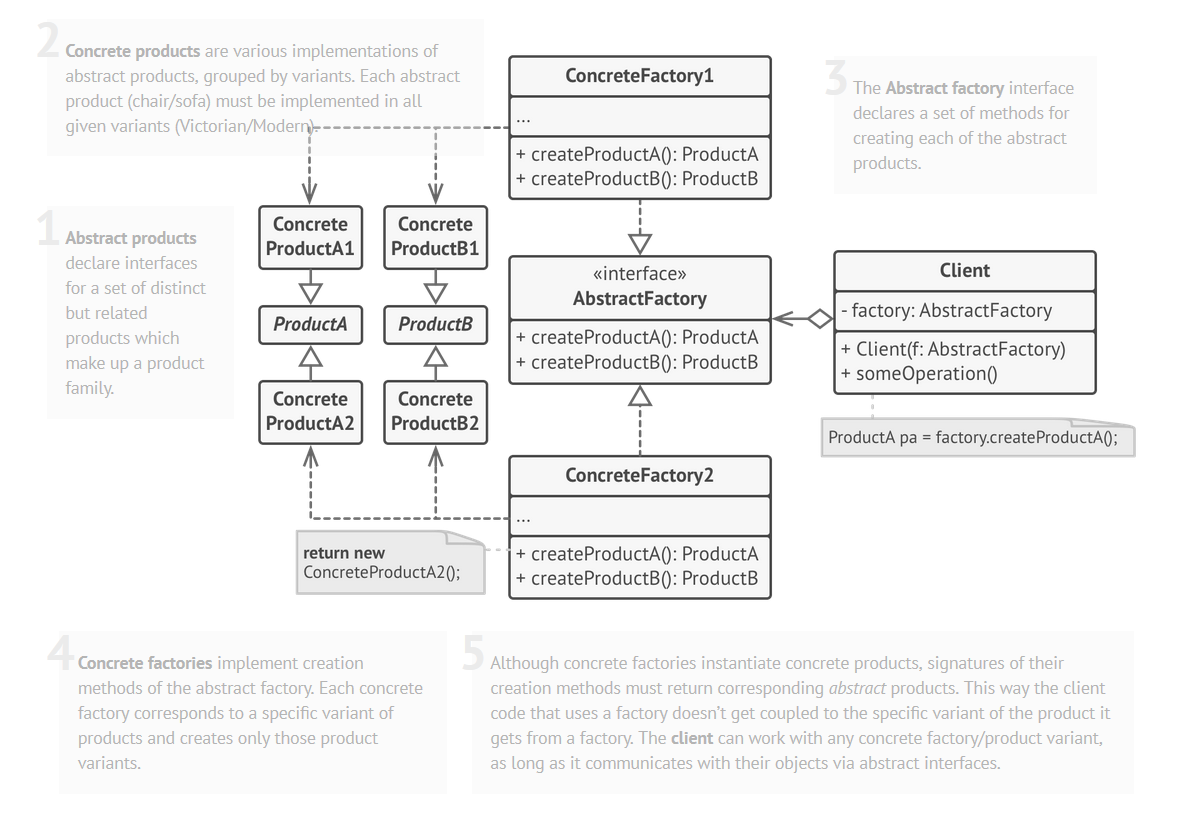 2
Concrete products are various implementations of
abstract products, grouped by variants. Each abstract
product (chair/sofa) must be implemented in all
given variants (Victorian/Modern).
ConcreteFactory1
...
+ createProductA(): ProductA
+ createProductB(): ProductB
3
The Abstract factory interface
declares a set of methods for
creating each of the abstract
products.
1
Abstract products
declare interfaces
for a set of distinct
but related
products which
make up a product
family.
Concrete
ProductA1
Concrete
ProductB1
ProductA
ProductB
Concrete
ProductA2
Concrete
ProductB2
«interface»
AbstractFactory
+ createProductA(): ProductA
+ createProductB(): ProductB
Client
- factory: AbstractFactory
+ Client(f: AbstractFactory)
+ someOperation()
ProductA pa = factory.createProductA();
ConcreteFactory2
...
+ createProductA(): ProductA
+ createProductB(): ProductB
return new
ConcreteProductA2();
4
Concrete factories implement creation
methods of the abstract factory. Each concrete
factory corresponds to a specific variant of
products and creates only those product
variants.
5
Although concrete factories instantiate concrete products, signatures of their
creation methods must return corresponding abstract products. This way the client
code that uses a factory doesn't get coupled to the specific variant of the product it
gets from a factory. The client can work with any concrete factory/product variant,
as long as it communicates with their objects via abstract interfaces.